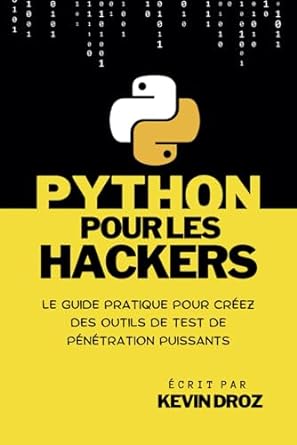 PYTHON
POUR LES
HACKERS
LE GUIDE PRATIQUE POUR CRÉEZ
DES OUTILS DE TEST DE
PÉNÉTRATION PUISSANTS
ÉCRIT PAR
KEVIN DROZ